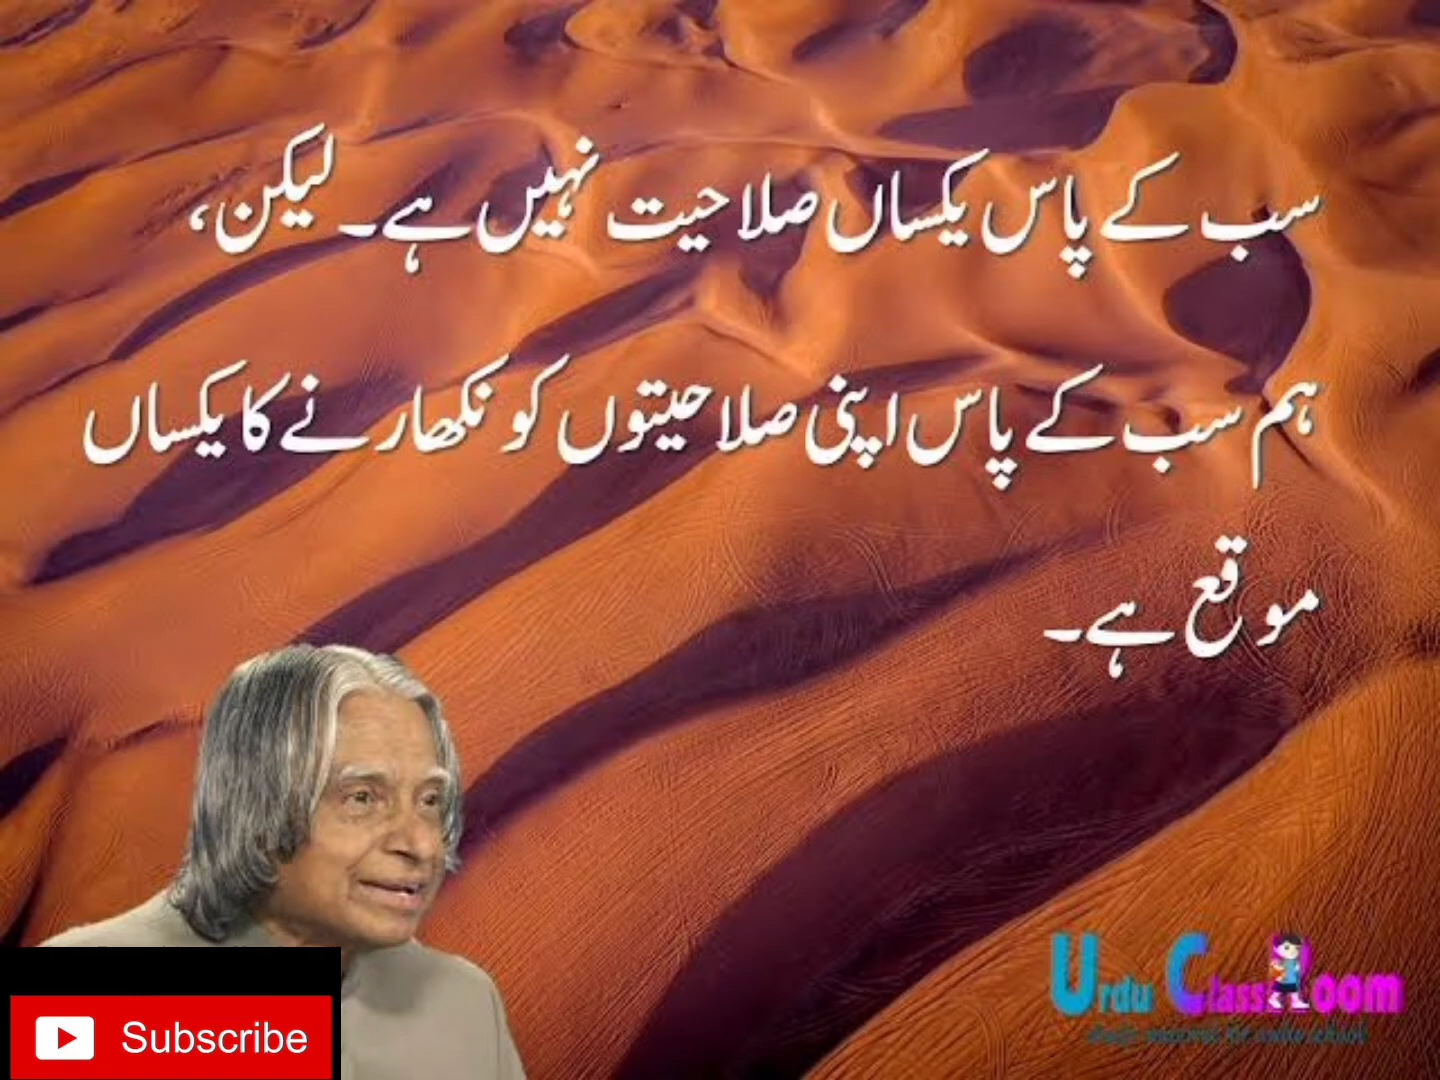 سب کے پاس یکساں صلاحیت نہیں ہے۔ لیکن،
ہم سب کے پاس اپنی صلاحیتوں کو نکھارنے کا یکساں
موقع ہے۔
Subscribe
Urdu ClassRoom